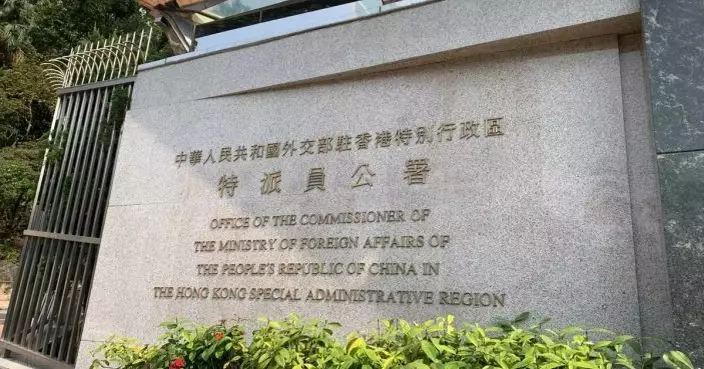 中華人民共和國外交部駐香港特別行政區
特派員公署
OFFICE OF THE COMMISSIONER OF
THE MINISTRY OF FOREIGN AFFAIRS OF
THE PEOPLE'S REPUBLIC OF CHINA IN
THE HONG KONG SPECIAL ADMINISTRATIVE REGION